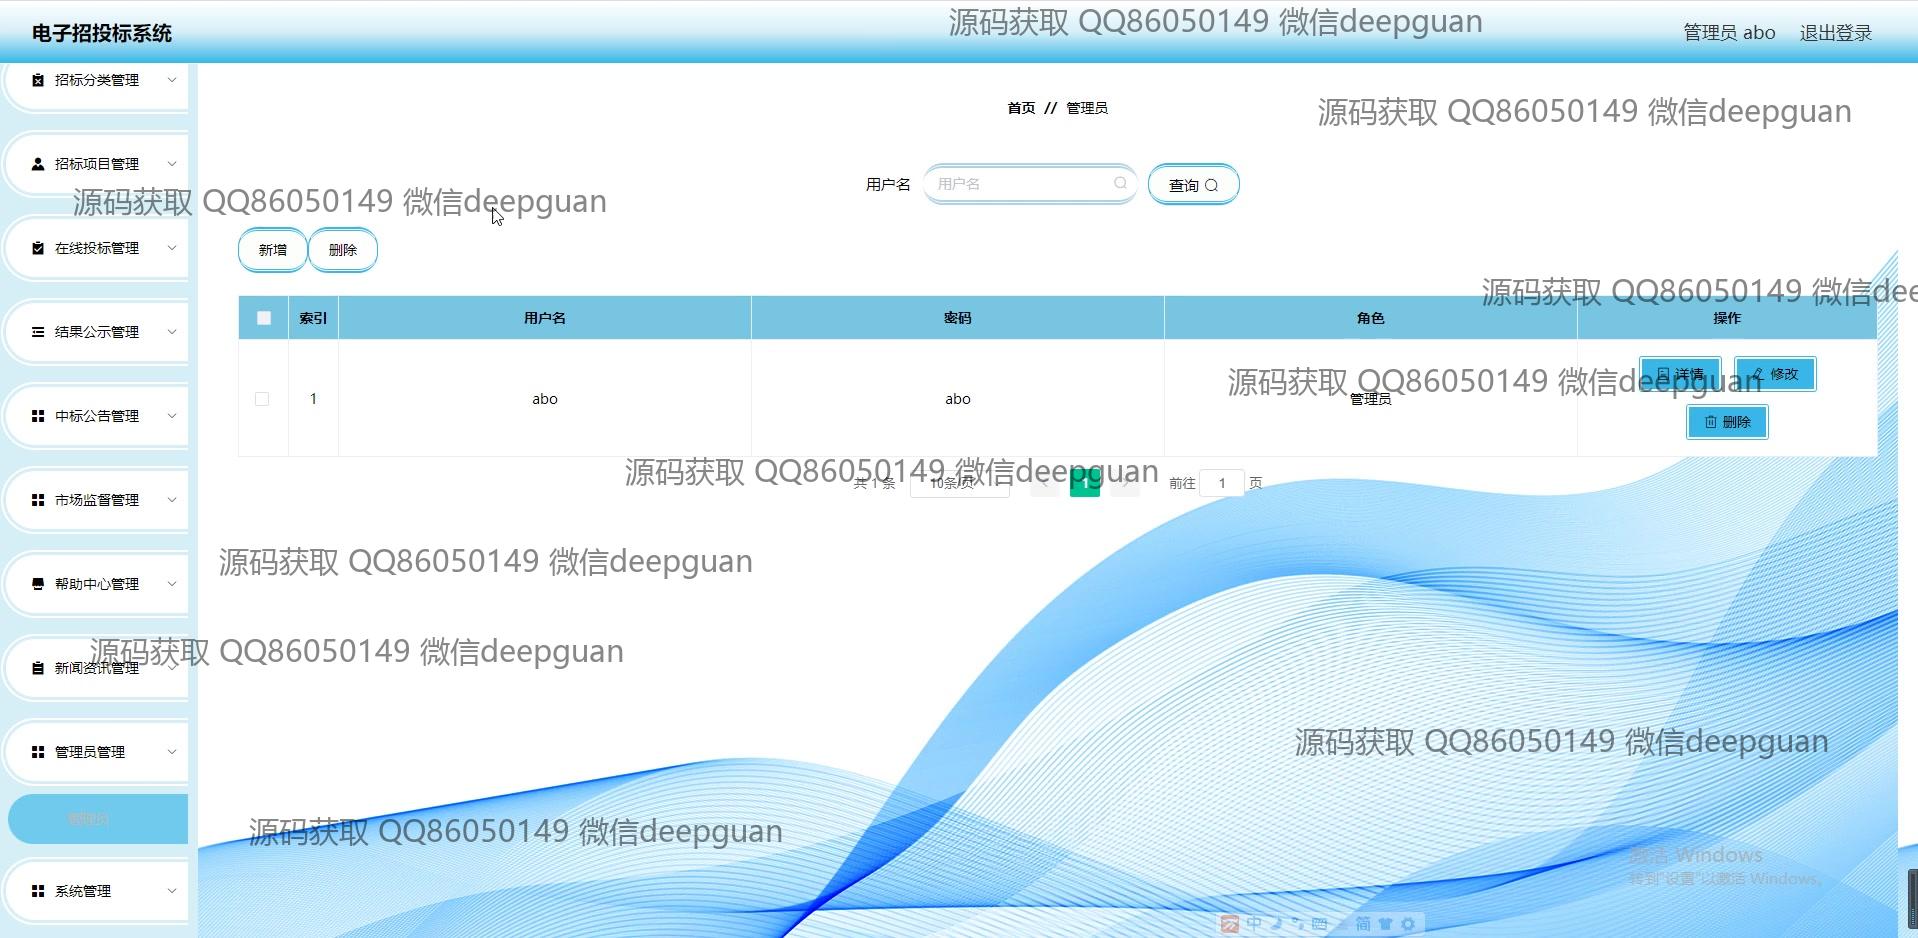 电子招投标系统
源码获取 QQ86050149 微信deepguan
管理员 abo
退出登录
招标分类管理
首页 // 管理员
源码获取 QQ86050149 微信deepguan
招标项目管理
用户名
用户名
查询
源码获取 QQ86050149 微信deepguan
在线投标管理
新增
删除
源码获取 QQ86050149 微信dee
索引
用户名
密码
角色
操作
结果公示管理
1
abo
abo
管理员
详情
修改
源码获取 QQ86050149 微信deepguan
删除
中标公告管理
源码获取 QQ86050149 微信deepguan
共 1 条
10条/页
1
前往 1 页
市场监督管理
源码获取 QQ86050149 微信deepguan
帮助中心管理
源码获取 QQ86050149 微信deepguan
新闻资讯管理
源码获取 QQ86050149 微信deepguan
管理员管理
管理员
源码获取 QQ86050149 微信deepguan
激活 Windows
转到"设置"以激活 Windows。
系统管理
中
简